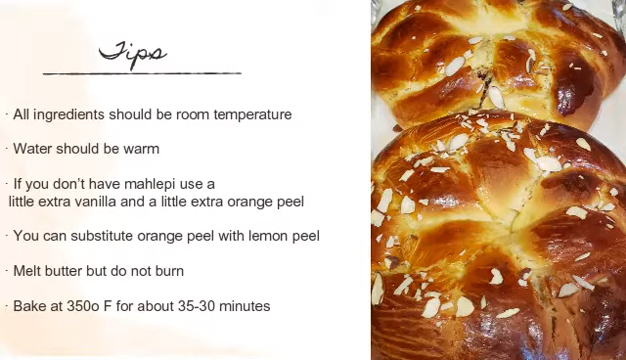 Tips
· All ingredients should be room temperature
· Water should be warm
· If you don't have mahlepi use a
little extra vanilla and a little extra orange peel
· You can substitute orange peel with lemon peel
· Melt butter but do not burn
· Bake at 350o F for about 35-30 minutes